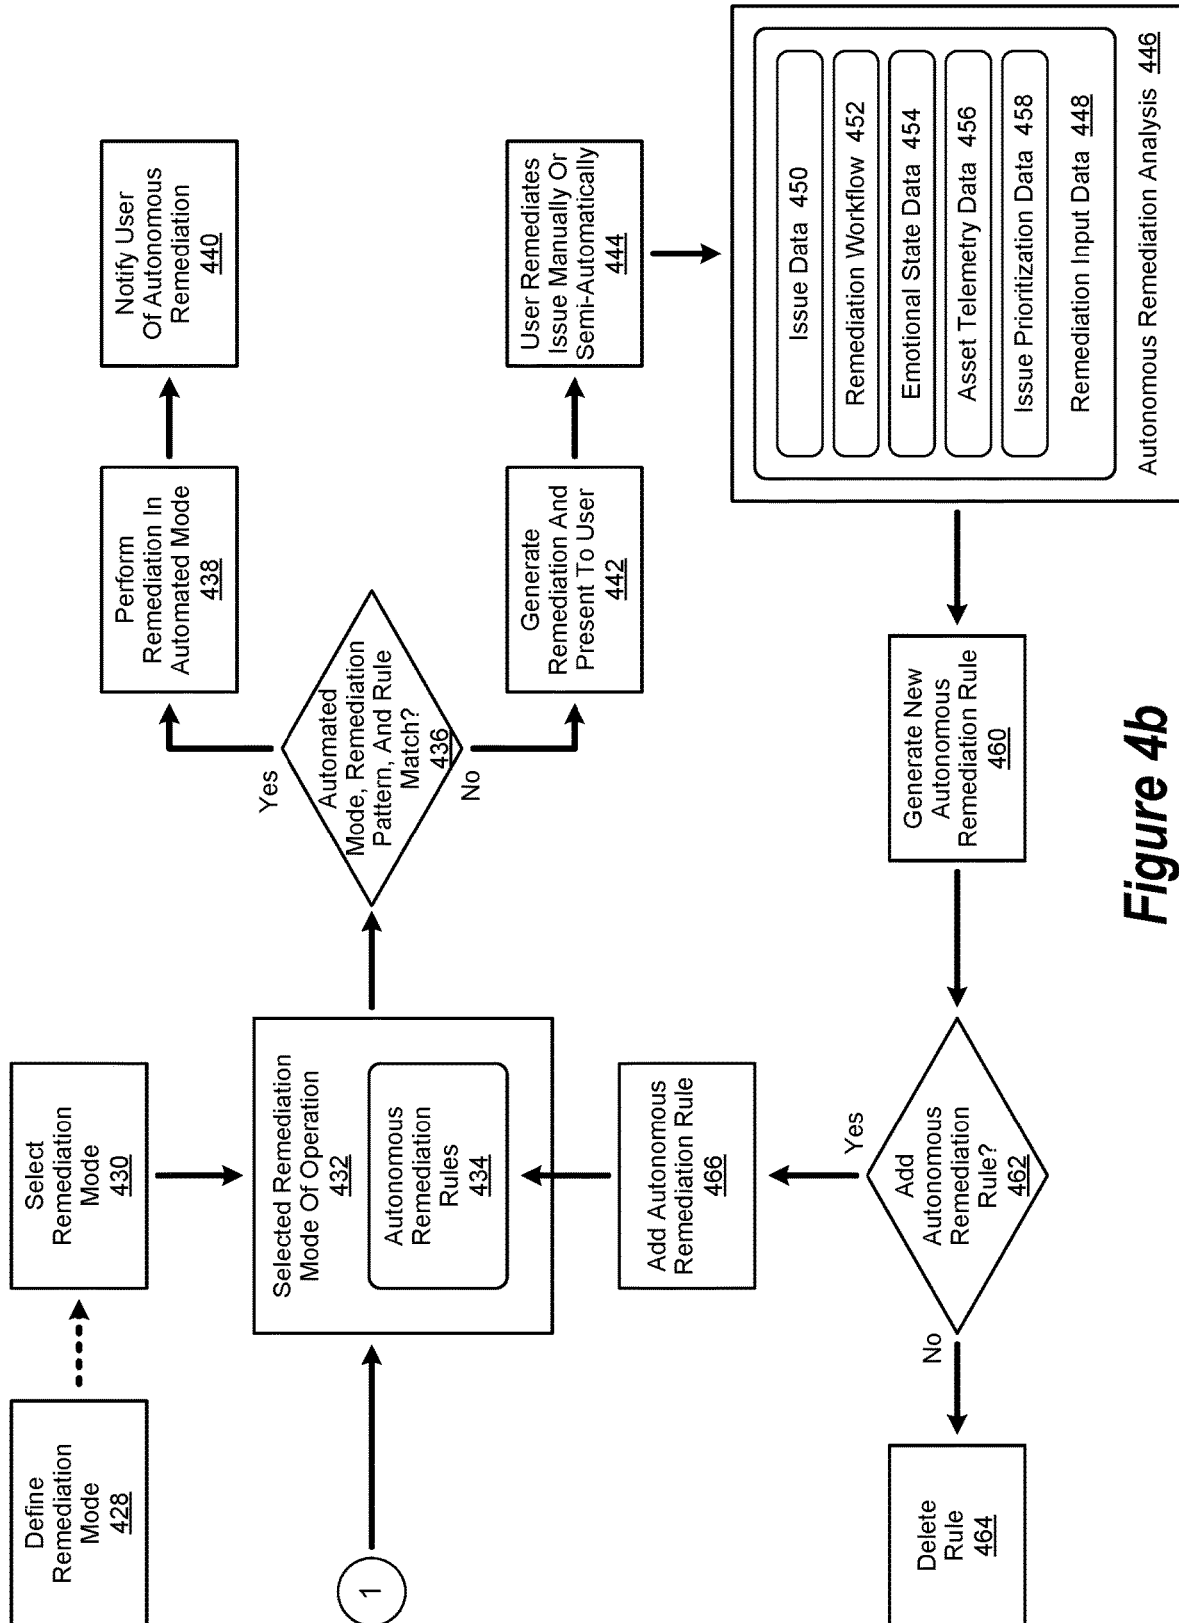 Define
Remediation
Mode
428
Select
Remediation
Mode
430
1
Selected Remediation
Mode Of Operation
432
Autonomous
Remediation
Rules
434
Automated
Mode, Remediation
Pattern, And Rule
Match?
436
Yes
No
Perform
Remediation In
Automated Mode
438
Notify User
Of Autonomous
Remediation
440
Generate
Remediation And
Present To User
442
User Remediates
Issue Manually Or
Semi-Automatically
444
Issue Data 450
Remediation Workflow 452
Emotional State Data 454
Asset Telemetry Data 456
Issue Prioritization Data 458
Remediation Input Data 448
Autonomous Remediation Analysis 446
Generate New
Autonomous
Remediation Rule
460
Add
Autonomous
Remediation
Rule?
462
Yes
No
Add Autonomous
Remediation Rule
466
Delete
Rule
464
Figure 4b